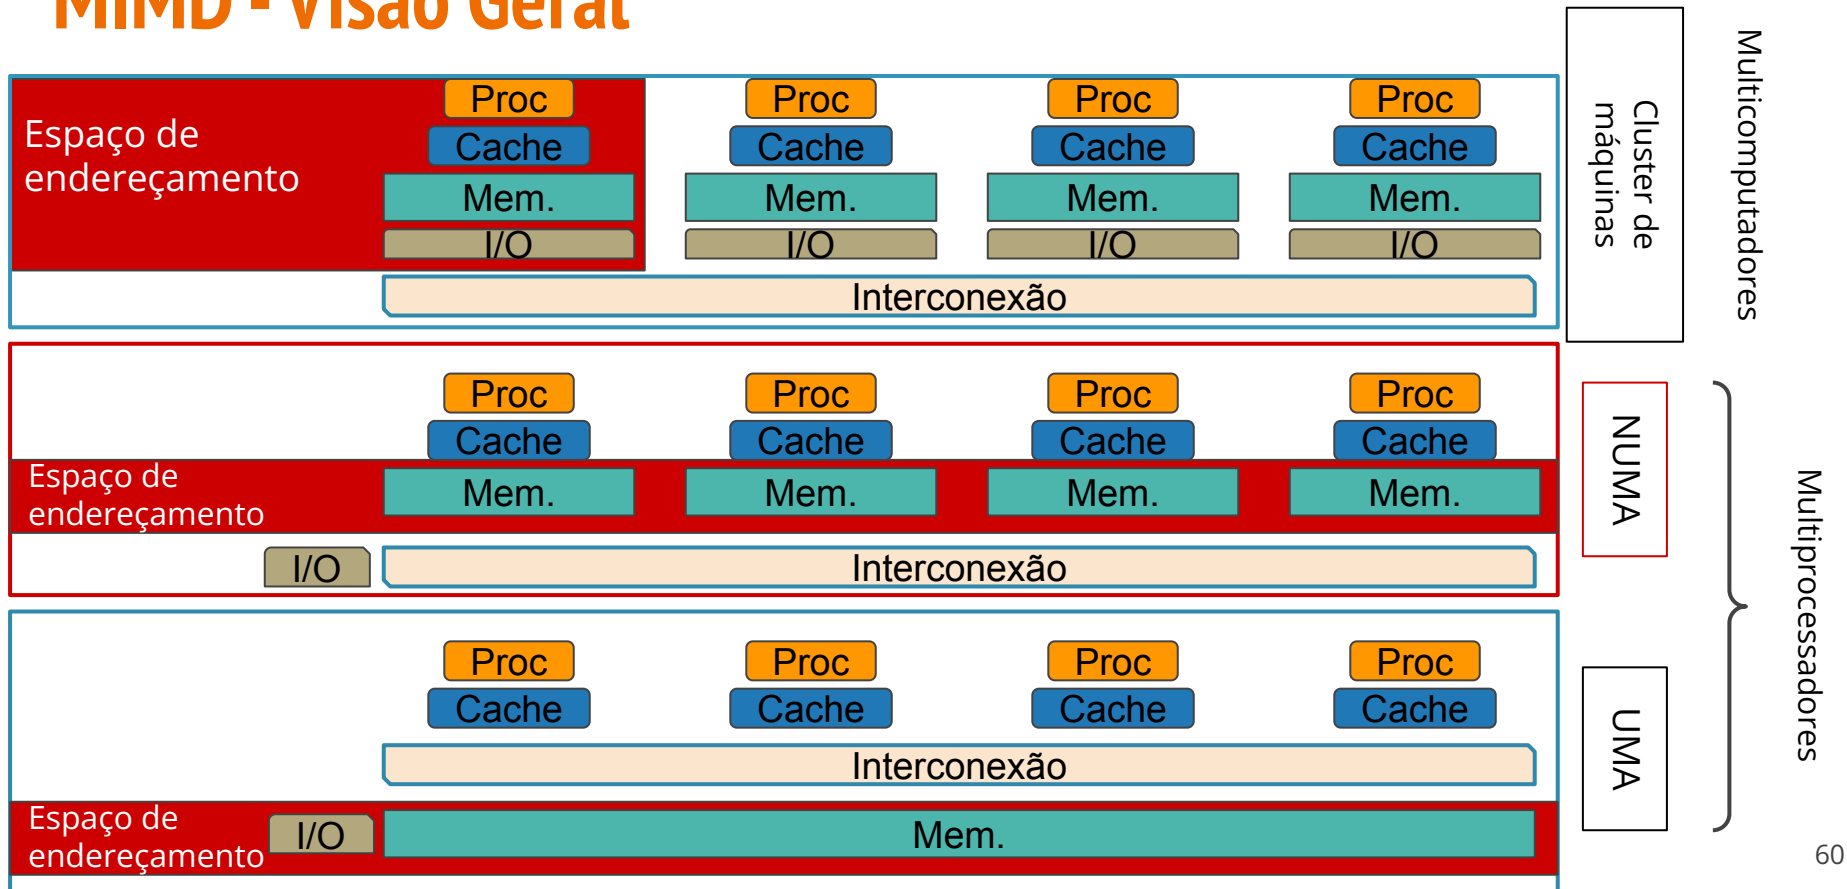 MIMD - Visão Geral
Proc Proc Proc Proc
Espaço de
endereçamento
Cache Cache Cache Cache
Mem. Mem. Mem. Mem.
I/O I/O I/O I/O
Interconexão
Cluster de
máquinas
Multicomputadores
Proc Proc Proc Proc
Cache Cache Cache Cache
Espaço de
endereçamento
Mem. Mem. Mem. Mem.
I/O
Interconexão
NUMA
Multiprocessadores
Proc Proc Proc Proc
Cache Cache Cache Cache
Interconexão
UMA
Espaço de
endereçamento
I/O
Mem.
60